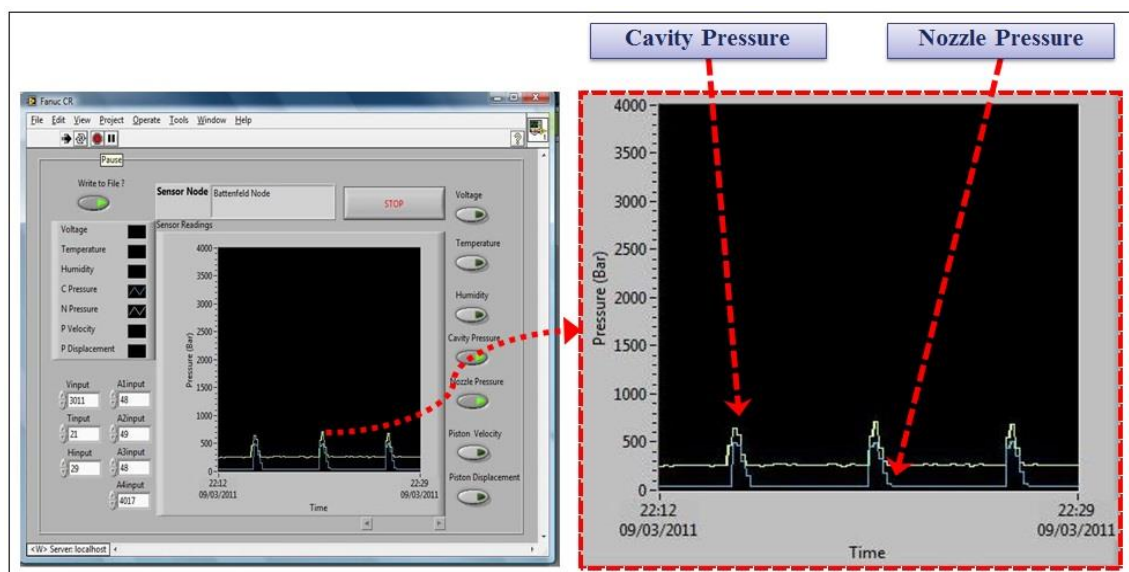 Cavity Pressure
Nozzle Pressure
Fanuc CR
File Edit View Project Operate Tools Window Help
Pause
Write to File ?
Sensor Node
Battenfeld Node
STOP
Voltage
Temperature
Humidity
C Pressure
N Pressure
P Velocity
P Displacement
Vinput
A1input
3011
48
Tinput
A2input
21
49
Hinput
A3input
29
48
A4input
4017
Sensor Readings
Pressure (Bar)
4000
3500
3000
2500
2000
1500
1000
500
0
22:12
09/03/2011
22:29
09/03/2011
Time
Voltage
Temperature
Humidity
Cavity Pressure
Nozzle Pressure
Piston Velocity
Piston Displacement
<W> Server: localhost
Pressure (Bar)
4000
3500
3000
2500
2000
1500
1000
500
0
22:12
09/03/2011
22:29
09/03/2011
Time